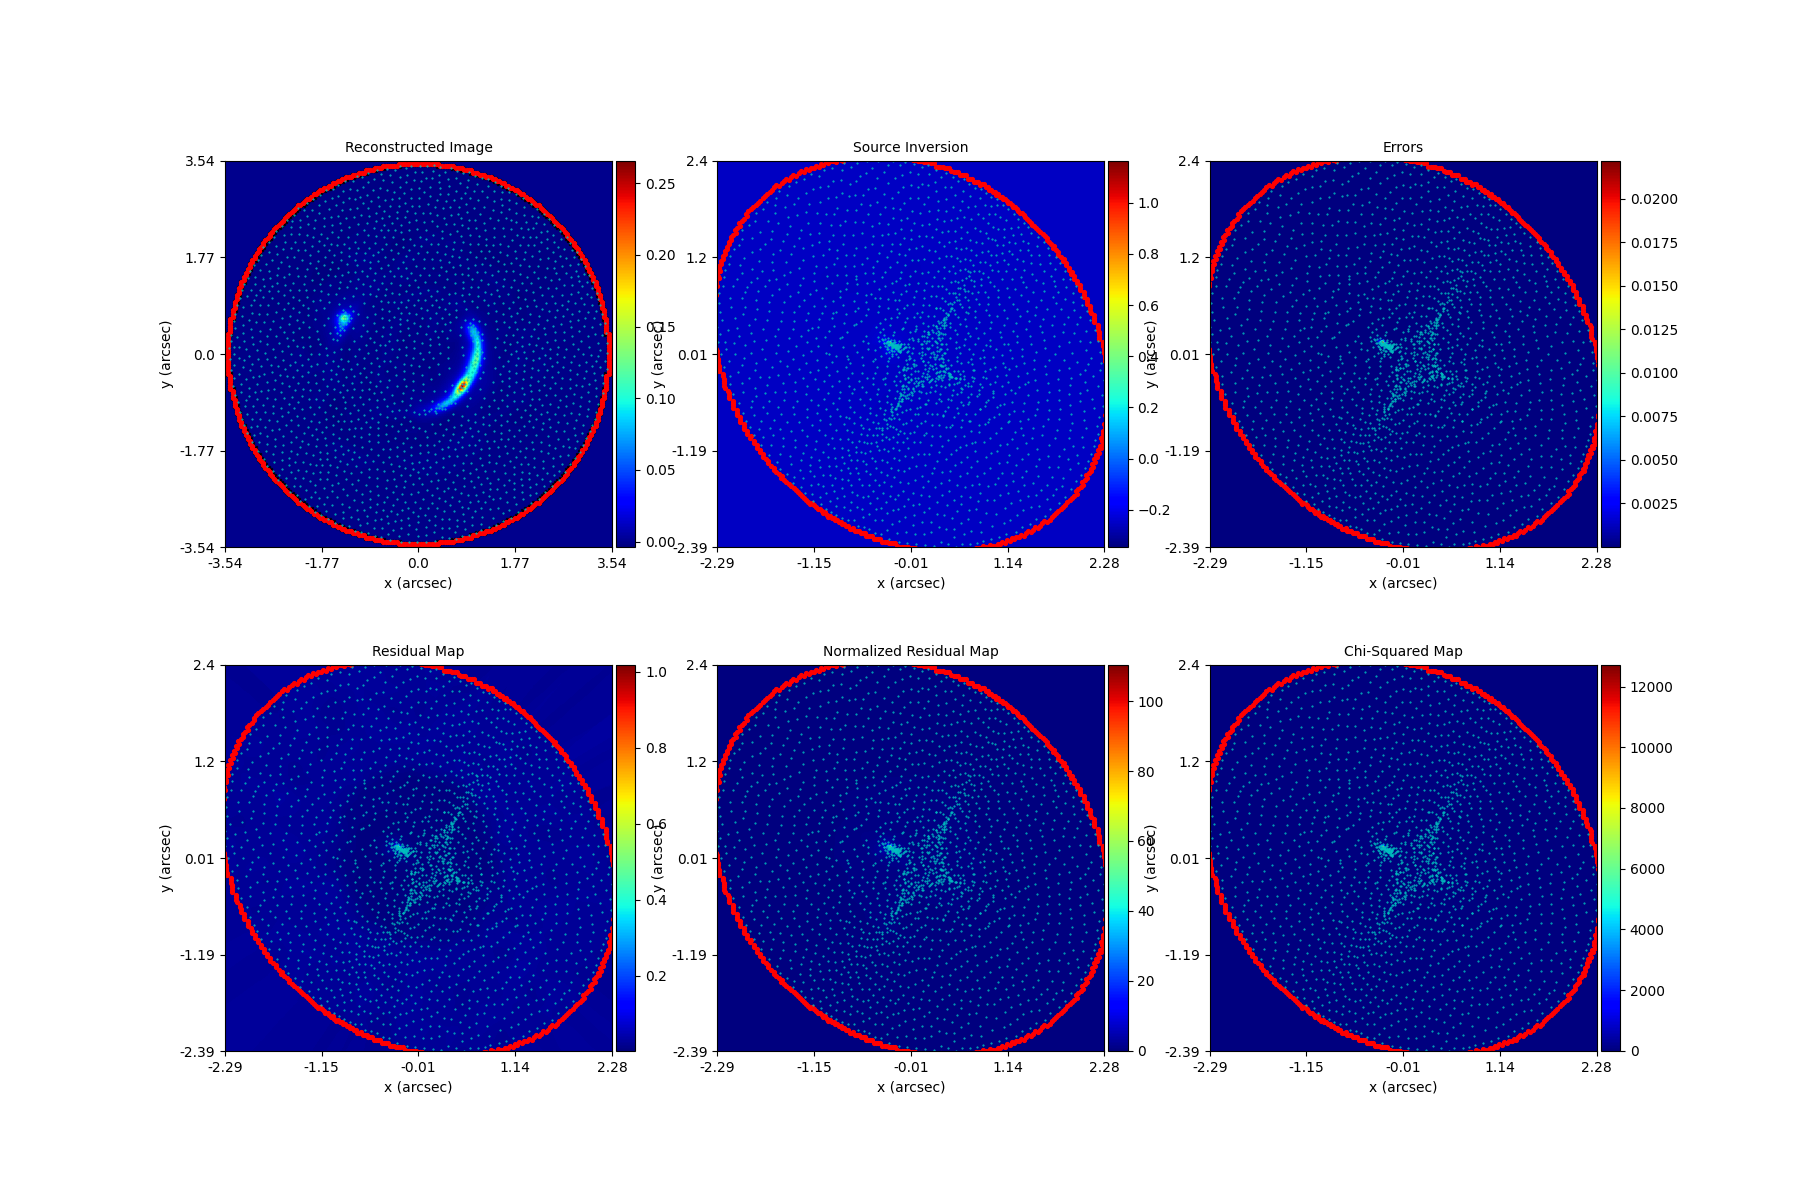 Reconstructed Image
3.54
1.77
0.0
-1.77
-3.54
y (arcsec)
-3.54 -1.77 0.0 1.77 3.54
x (arcsec)
0.25
0.20
0.15
0.10
0.05
0.00
Source Inversion
2.4
1.2
0.01
-1.19
-2.39
y (arcsec)
-2.29 -1.15 -0.01 1.14 2.28
x (arcsec)
1.0
0.8
0.6
0.4
0.2
0.0
−0.2
Errors
2.4
1.2
0.01
-1.19
-2.39
y (arcsec)
-2.29 -1.15 -0.01 1.14 2.28
x (arcsec)
0.0200
0.0175
0.0150
0.0125
0.0100
0.0075
0.0050
0.0025
Residual Map
2.4
1.2
0.01
-1.19
-2.39
y (arcsec)
-2.29 -1.15 -0.01 1.14 2.28
x (arcsec)
1.0
0.8
0.6
0.4
0.2
Normalized Residual Map
2.4
1.2
0.01
-1.19
-2.39
y (arcsec)
-2.29 -1.15 -0.01 1.14 2.28
x (arcsec)
100
80
60
40
20
0
Chi-Squared Map
2.4
1.2
0.01
-1.19
-2.39
y (arcsec)
-2.29 -1.15 -0.01 1.14 2.28
x (arcsec)
12000
10000
8000
6000
4000
2000
0